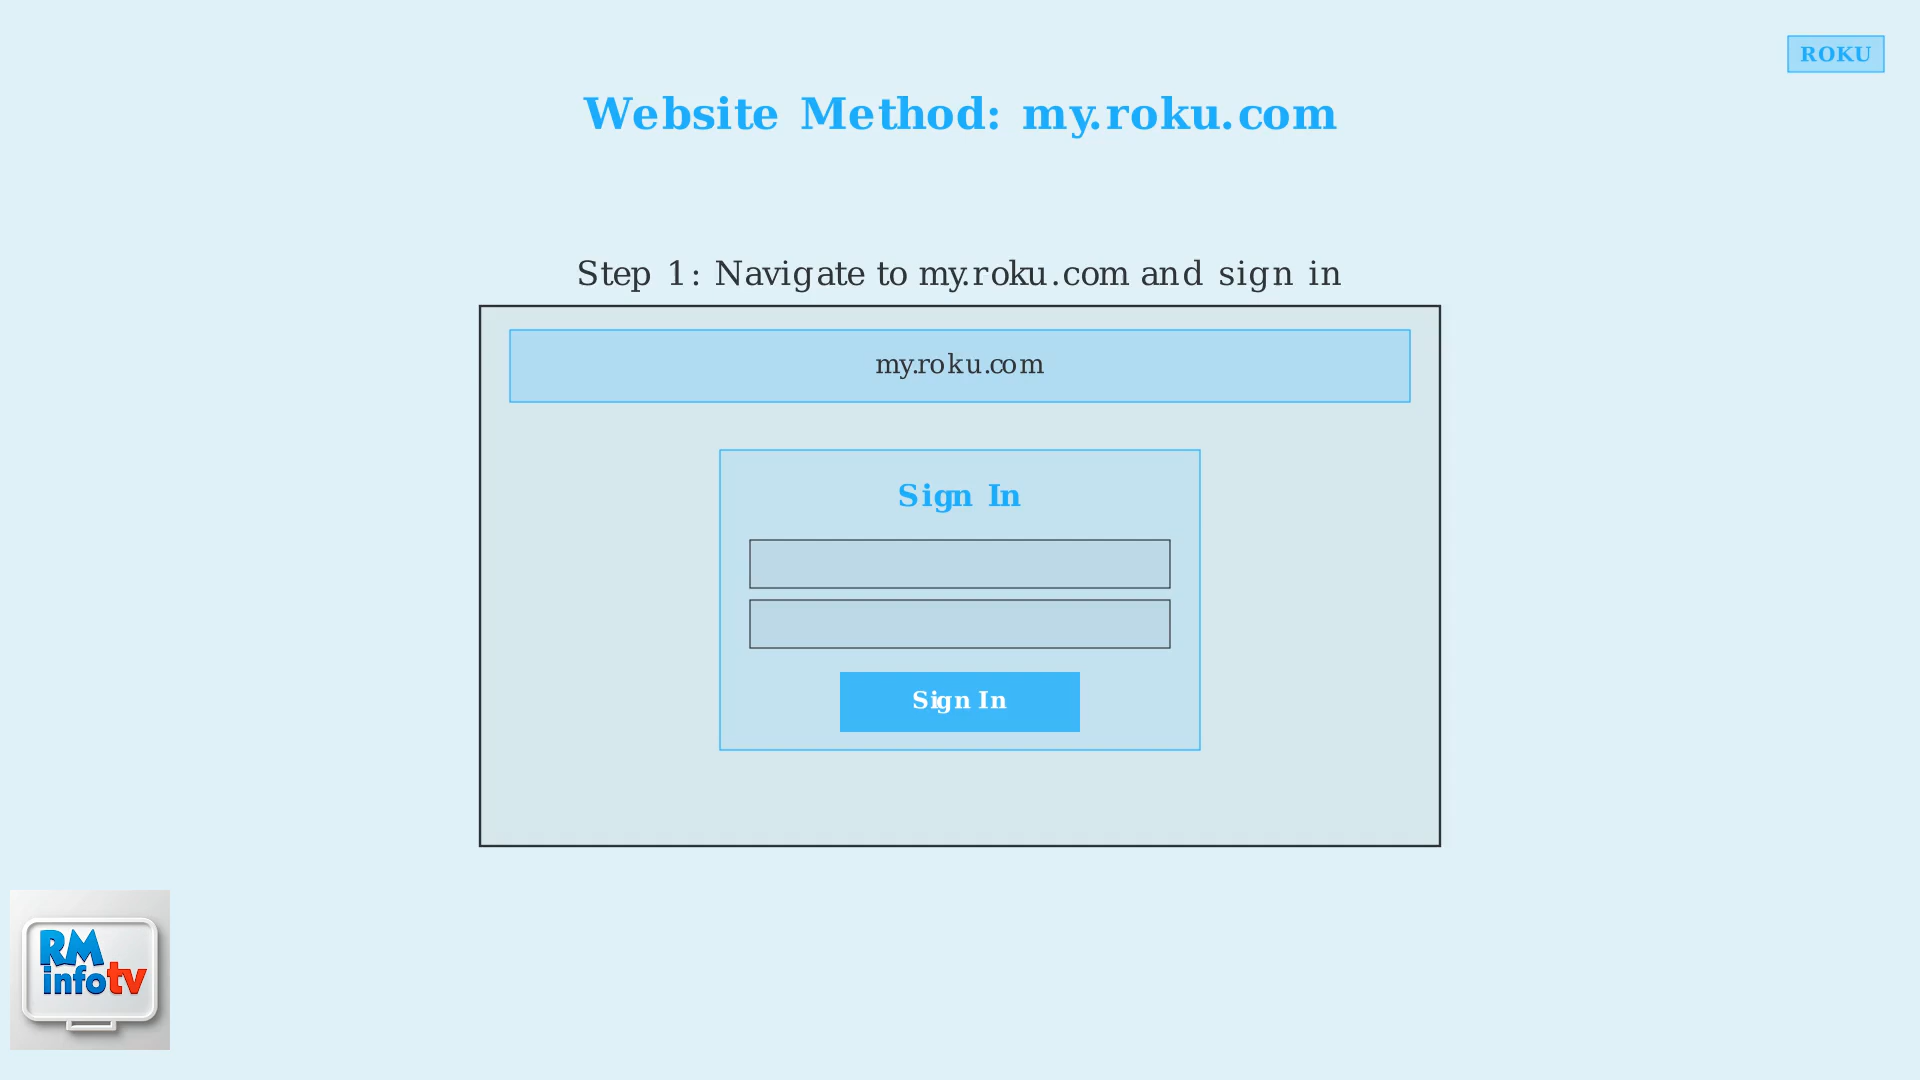 ROKU
Website Method: my.roku.com
Step 1: Navigate to my.roku.com and sign in
my.roku.com
Sign In
Sign In
RM
infotv